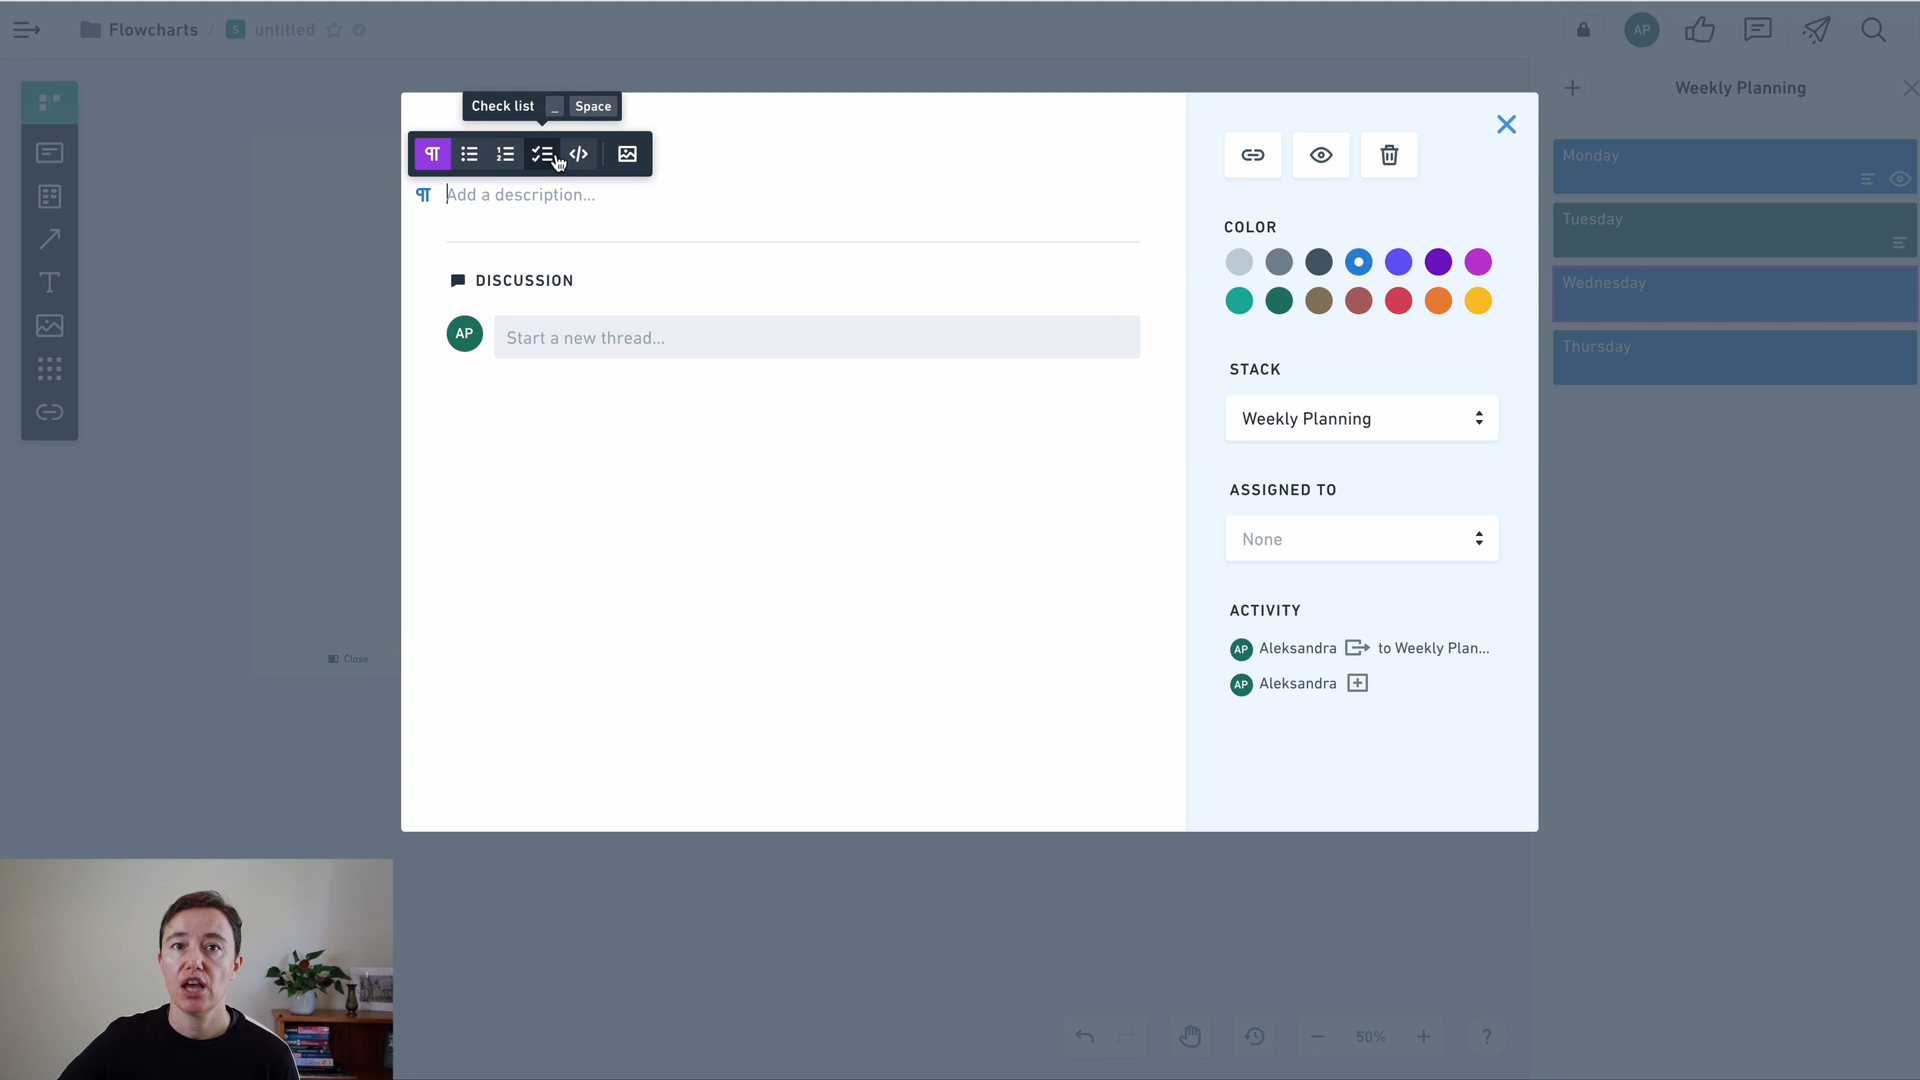 Flowcharts / S untitled
AP
Weekly Planning
Check list _ Space
Monday
Add a description...
Tuesday
DISCUSSION
COLOR
Wednesday
AP Start a new thread...
Thursday
STACK
Weekly Planning
ASSIGNED TO
None
ACTIVITY
AP Aleksandra to Weekly Plan...
Close
AP Aleksandra
50% ?